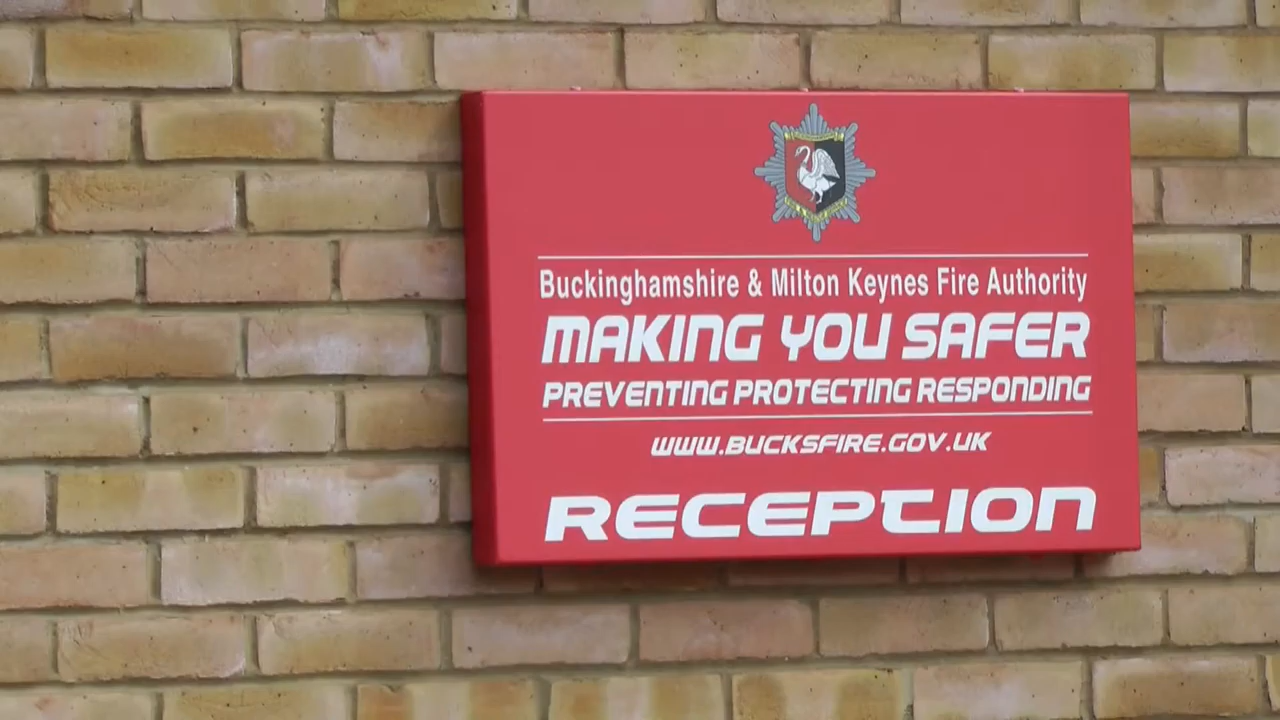 Buckinghamshire & Milton Keynes Fire Authority
MAKING YOU SAFER
PREVENTING PROTECTING RESPONDING
WWW.BUCKSFIRE.GOV.UK
RECEPTION